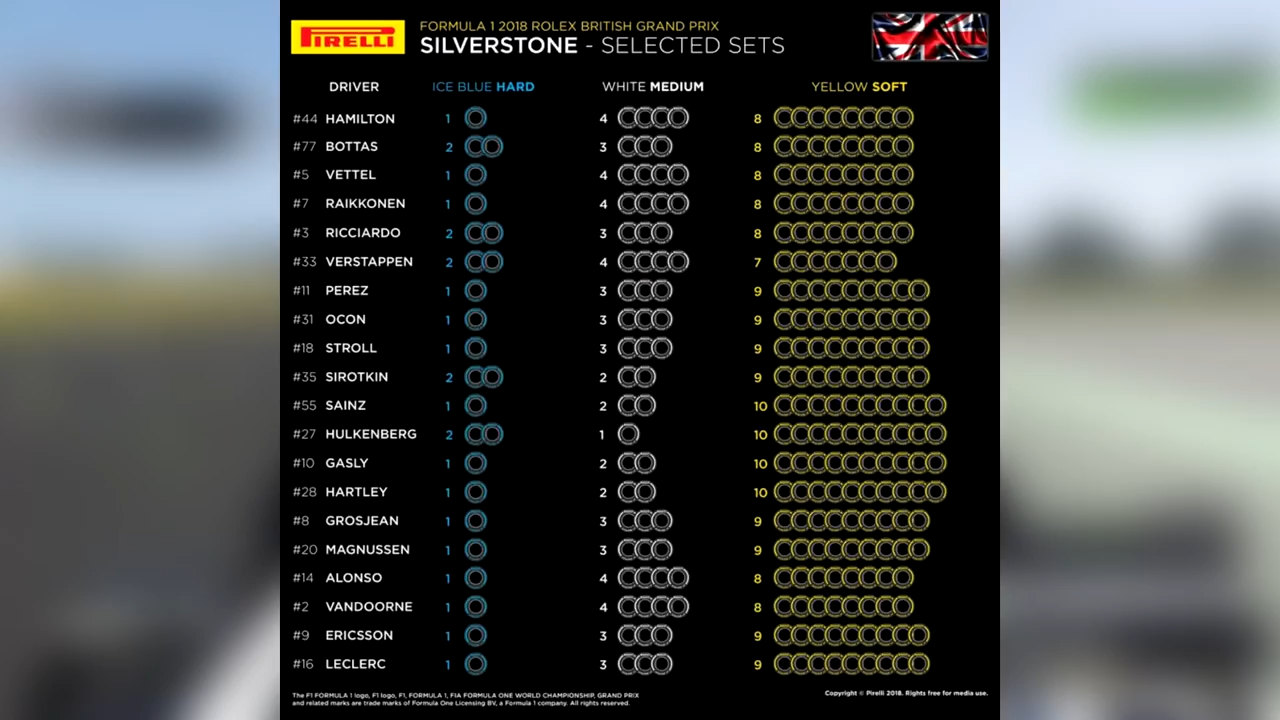 PIRELLI
FORMULA 1 2018 ROLEX BRITISH GRAND PRIX
SILVERSTONE - SELECTED SETS
DRIVER ICE BLUE HARD WHITE MEDIUM YELLOW SOFT
#44 HAMILTON 1 4 8
#77 BOTTAS 2 3 8
#5 VETTEL 1 4 8
#7 RAIKKONEN 1 4 8
#3 RICCIARDO 2 3 8
#33 VERSTAPPEN 2 4 7
#11 PEREZ 1 3 9
#31 OCON 1 3 9
#18 STROLL 1 3 9
#35 SIROTKIN 2 2 9
#55 SAINZ 1 2 10
#27 HULKENBERG 2 1 10
#10 GASLY 1 2 10
#28 HARTLEY 1 2 10
#8 GROSJEAN 1 3 9
#20 MAGNUSSEN 1 3 9
#14 ALONSO 1 4 8
#2 VANDOORNE 1 4 8
#9 ERICSSON 1 3 9
#16 LECLERC 1 3 9
The F1 FORMULA 1 logo, F1 logo, F1, FORMULA 1, FIA FORMULA ONE WORLD CHAMPIONSHIP, GRAND PRIX
and related marks are trade marks of Formula One Licensing BV, a Formula 1 company. All rights reserved.
Copyright © Pirelli 2018. Rights free for media use.